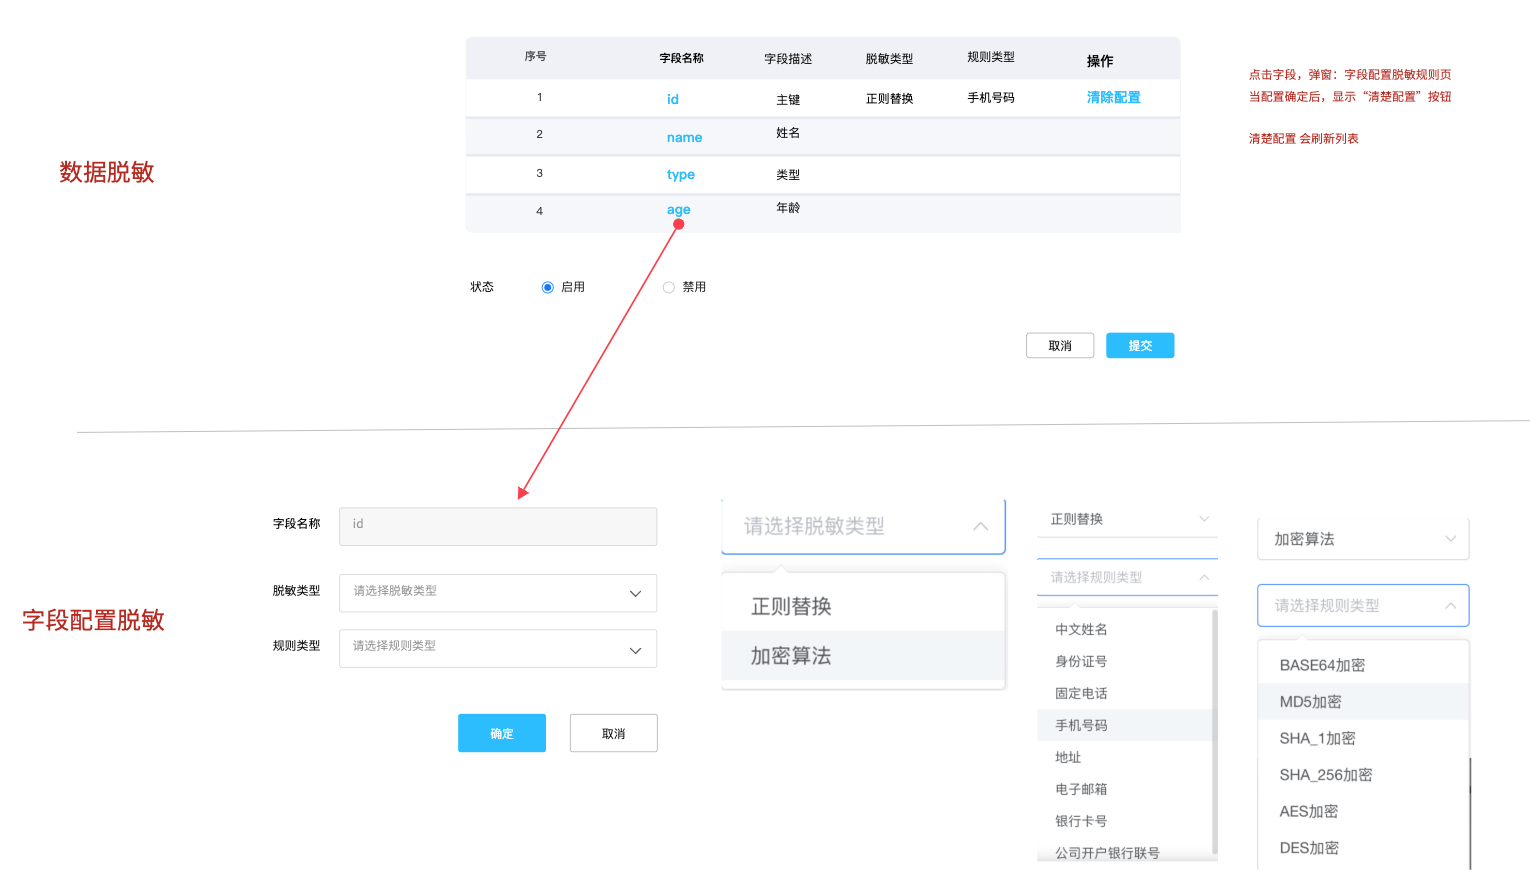 序号 字段名称 字段描述 脱敏类型 规则类型 操作
1 id 主键 正则替换 手机号码 清除配置
2 name 姓名
3 type 类型
4 age 年龄
点击字段，弹窗：字段配置脱敏规则页
当配置确定后，显示“清楚配置”按钮
清楚配置 会刷新列表
数据脱敏
状态 启用 禁用
取消 提交
字段配置脱敏
字段名称 id
脱敏类型 请选择脱敏类型
规则类型 请选择规则类型
确定 取消
请选择脱敏类型
正则替换
加密算法
正则替换
请选择规则类型
中文姓名
身份证号
固定电话
手机号码
地址
电子邮箱
银行卡号
公司开户银行联号
加密算法
请选择规则类型
BASE64加密
MD5加密
SHA_1加密
SHA_256加密
AES加密
DES加密